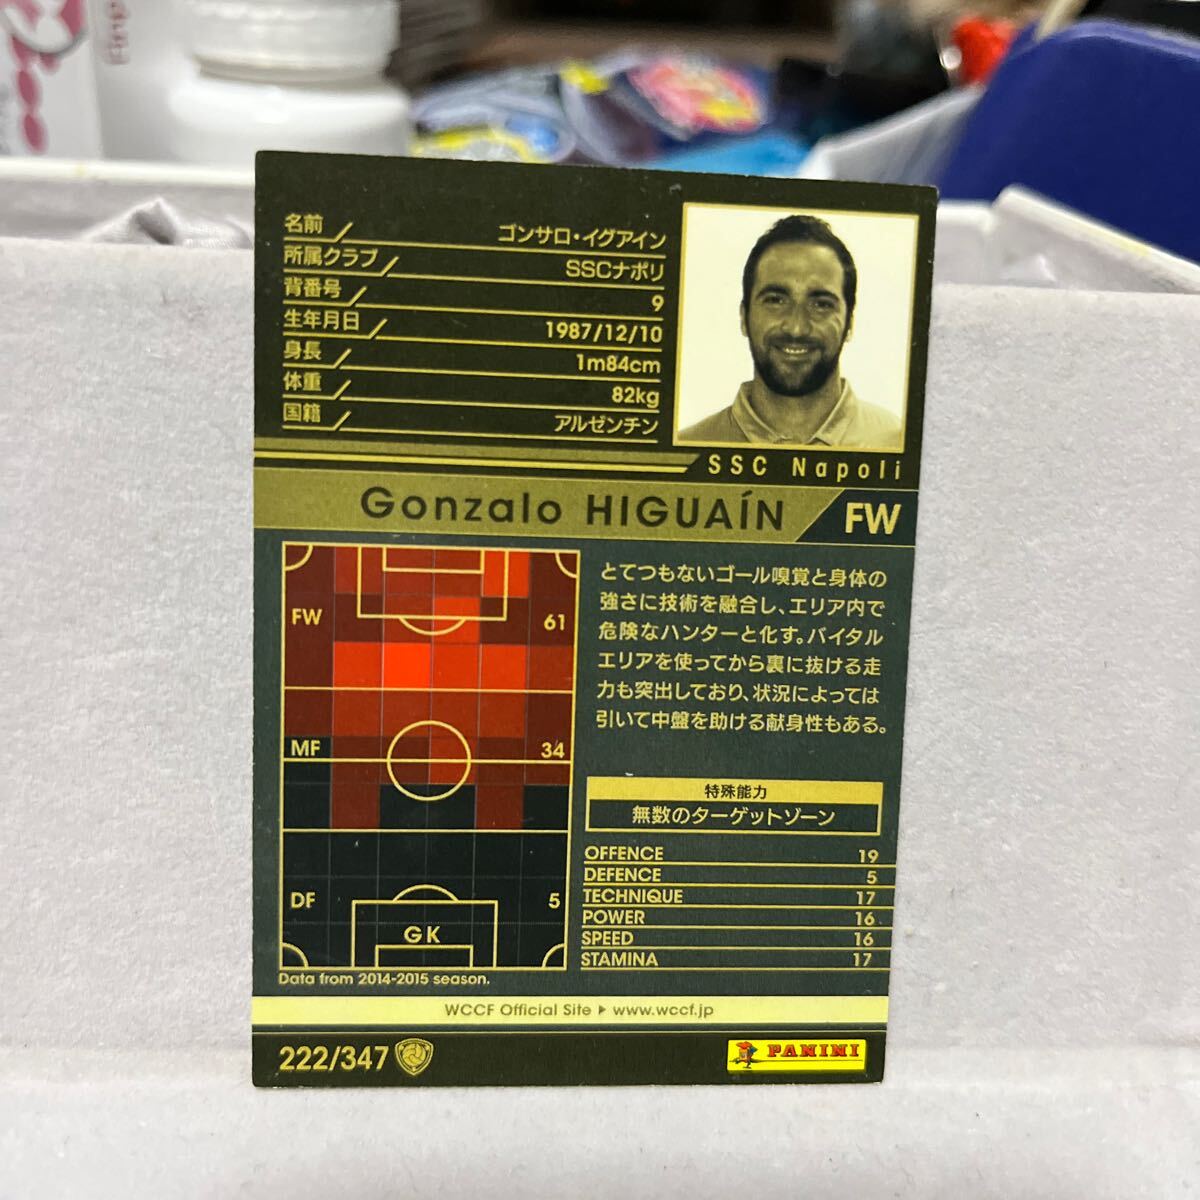 名前 ゴンサロ・イグアイン
所属クラブ SSCナポリ
背番号 9
生年月日 1987/12/10
身長 1m84cm
体重 82kg
国籍 アルゼンチン
SSC Napoli
Gonzalo HIGUAÍN FW
FW 61
MF 34
DF 5
GK
Data from 2014-2015 season.
とてつもないゴール嗅覚と身体の
強さに技術を融合し、エリア内で
危険なハンターと化す。バイタル
エリアを使ってから裏に抜ける走
力も突出しており、状況によっては
引いて中盤を助ける献身性もある。
特殊能力
無数のターゲットゾーン
OFFENCE 19
DEFENCE 5
TECHNIQUE 17
POWER 16
SPEED 16
STAMINA 17
WCCF Official Site ▶ www.wccf.jp
222/347
PANINI